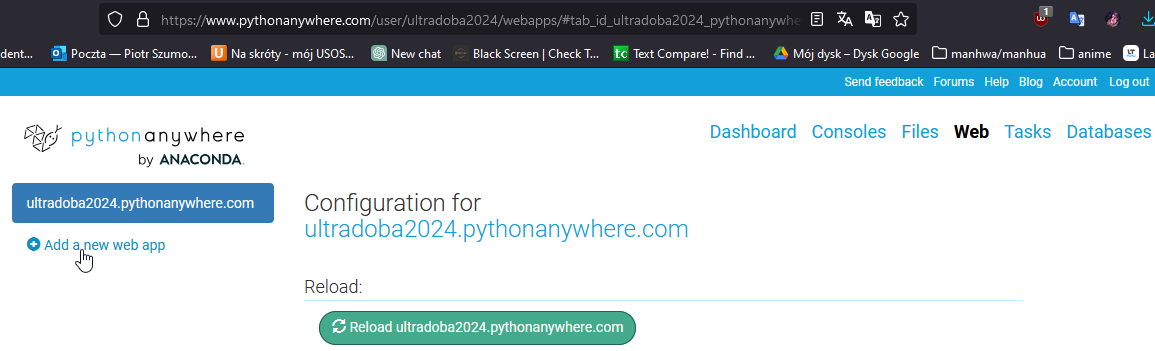 https://www.pythonanywhere.com/user/ultradoba2024/webapps/#tab_id_ultradoba2024_pythonanywhe
1
dent... Poczta — Piotr Szumo... Na skróty - mój USOS... New chat Black Screen | Check T... Text Compare! - Find ... Mój dysk – Dysk Google manhwa/manhua anime La
Send feedback Forums Help Blog Account Log out
pythonanywhere
by ANACONDA.
Dashboard Consoles Files Web Tasks Databases
ultradoba2024.pythonanywhere.com
Add a new web app
Configuration for
ultradoba2024.pythonanywhere.com
Reload:
Reload ultradoba2024.pythonanywhere.com